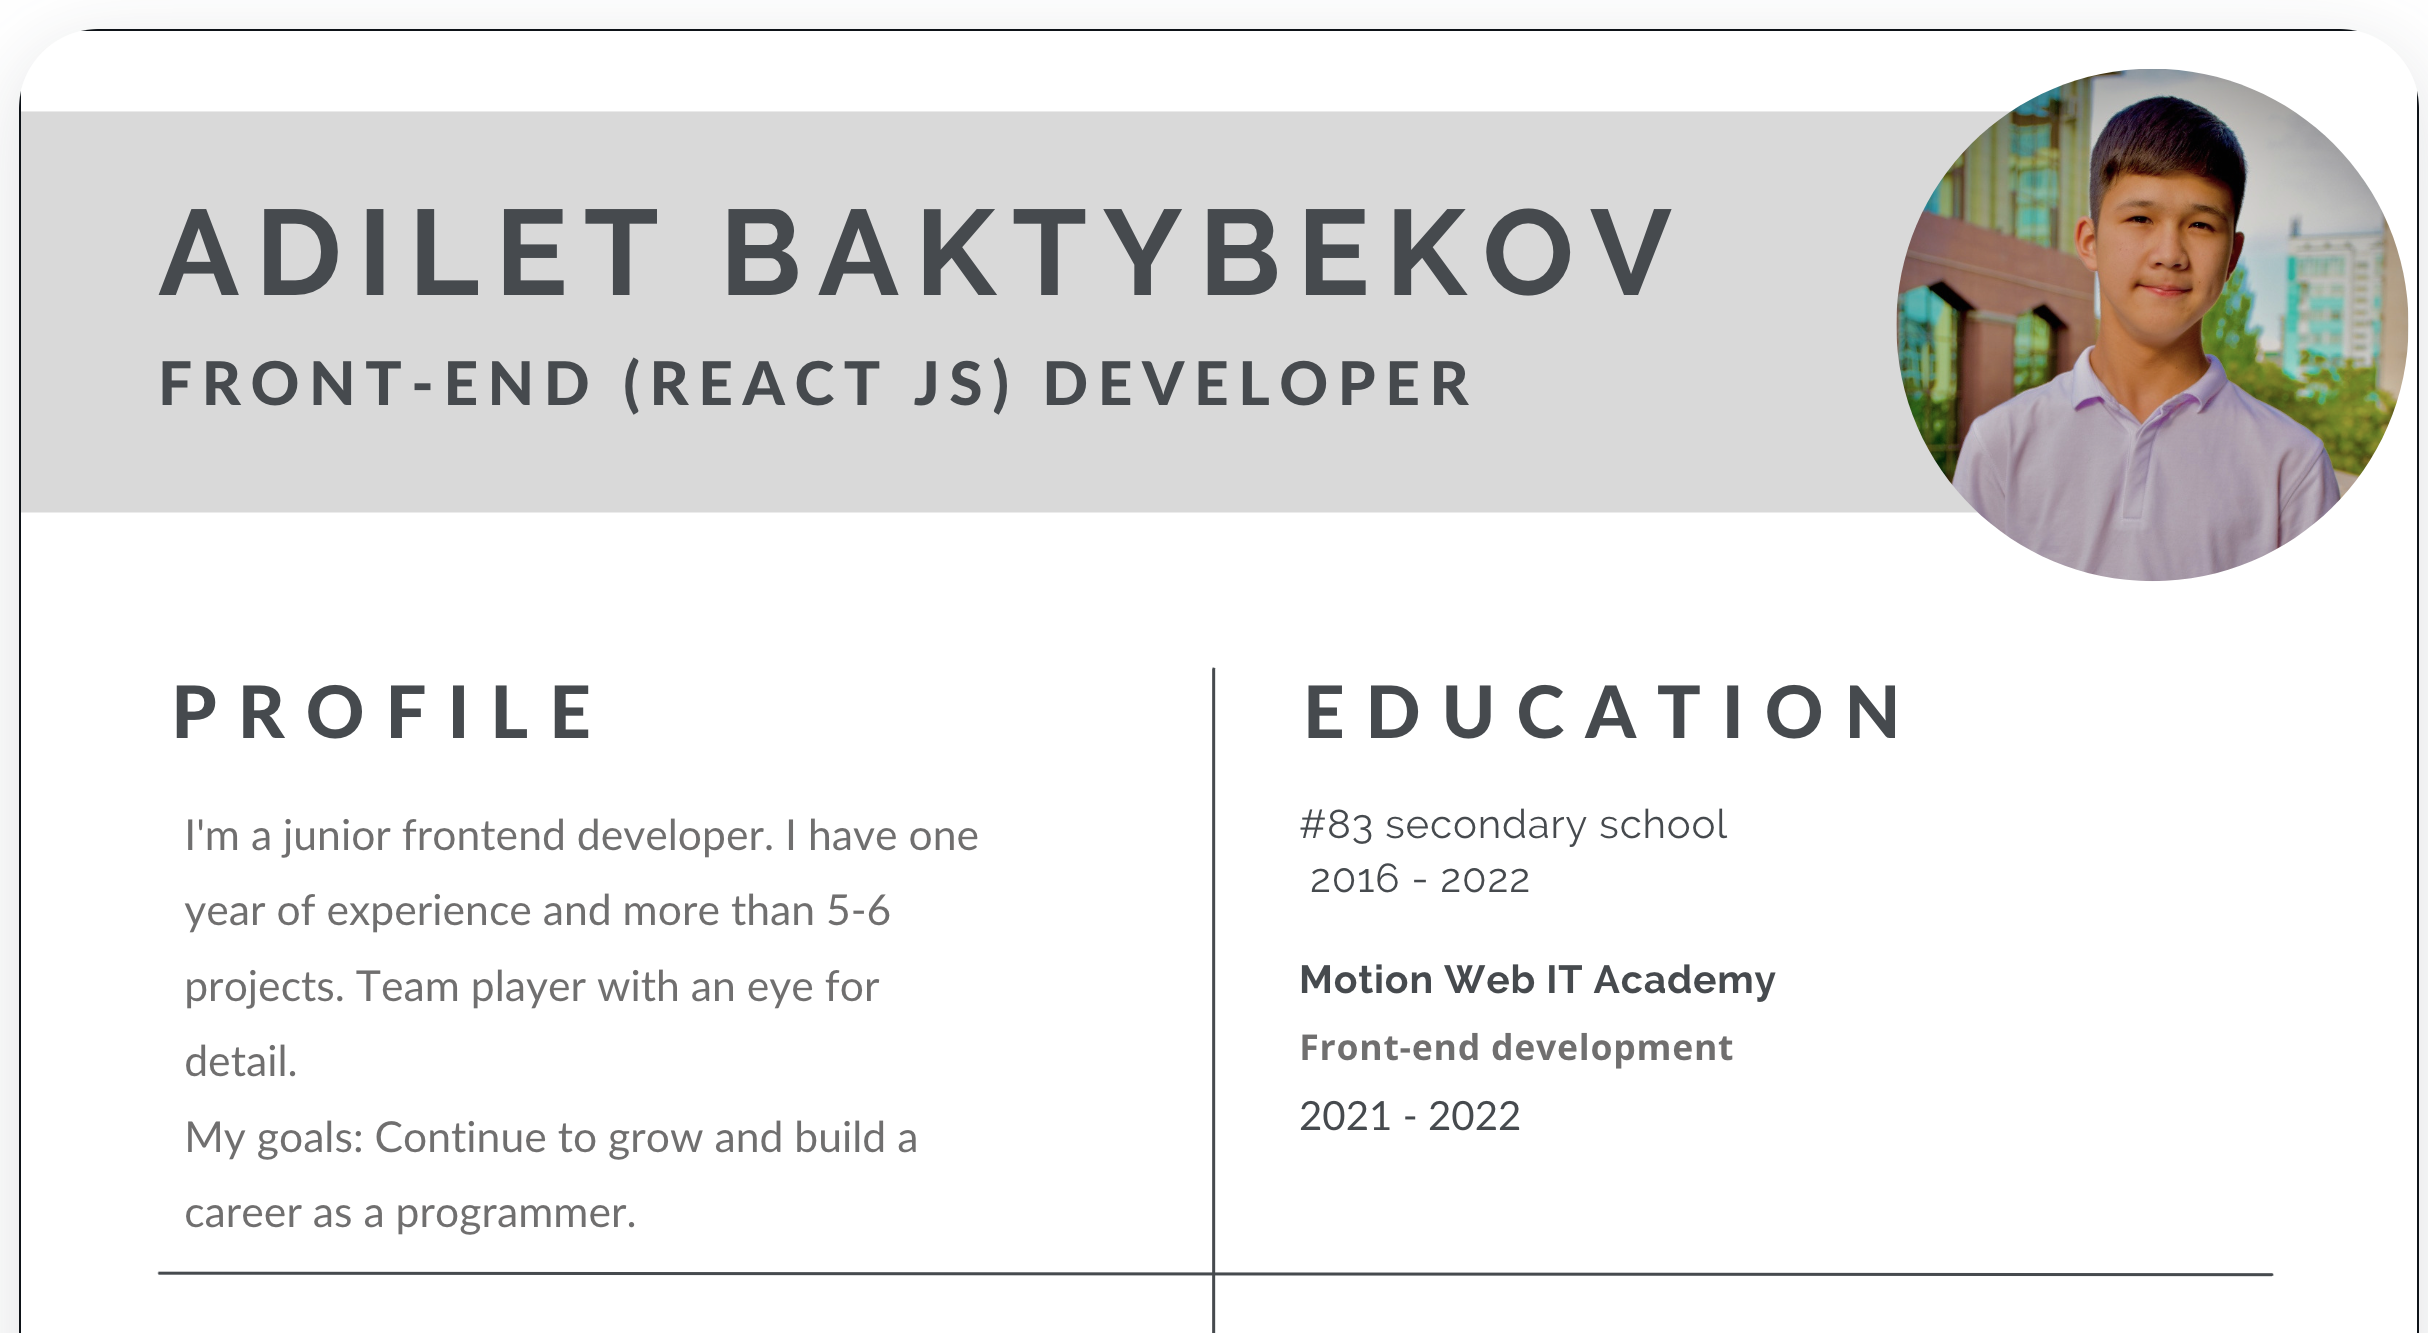 ADILET BAKTYBEKOV
FRONT-END (REACT JS) DEVELOPER
PROFILE
I'm a junior frontend developer. I have one
year of experience and more than 5-6
projects. Team player with an eye for
detail.
My goals: Continue to grow and build a
career as a programmer.
EDUCATION
#83 secondary school
2016 - 2022
Motion Web IT Academy
Front-end development
2021 - 2022